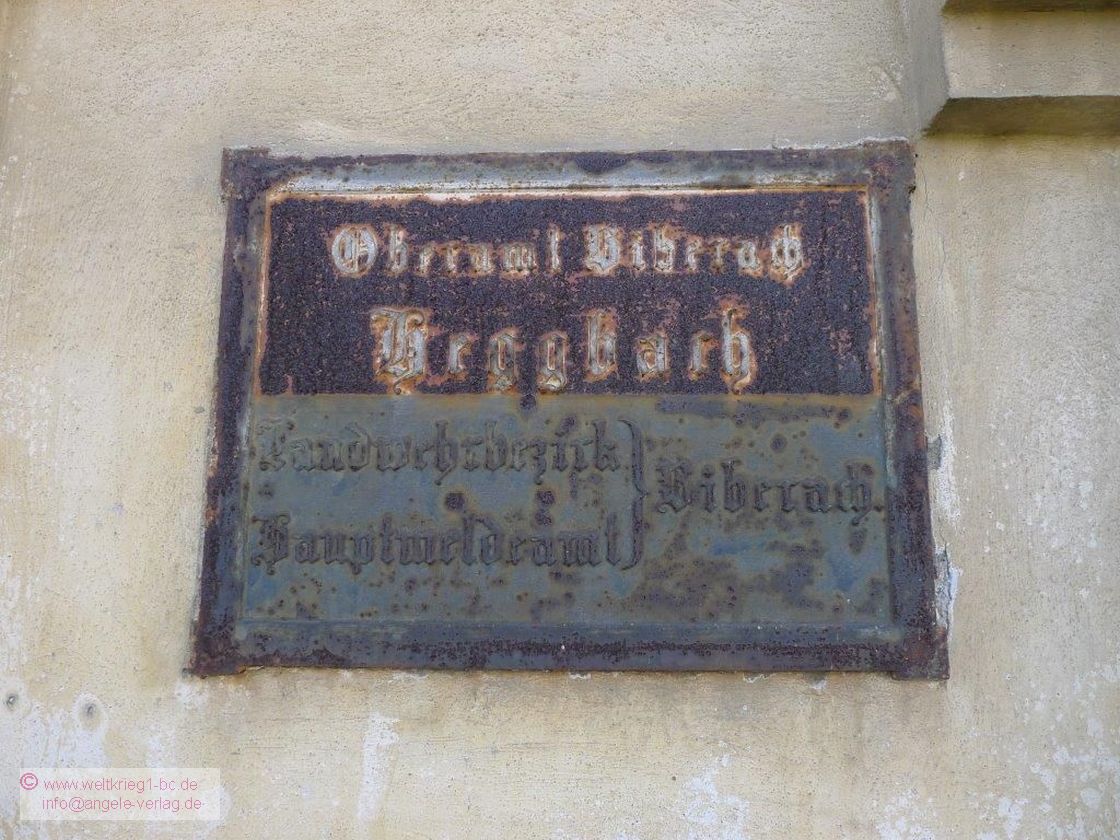 Oberamt Biberach
Heggbach
Landwehrbezirk
Hauptmeldeamt
} Biberach.
© www.weltkrieg1-bc.de
info@angele-verlag.de